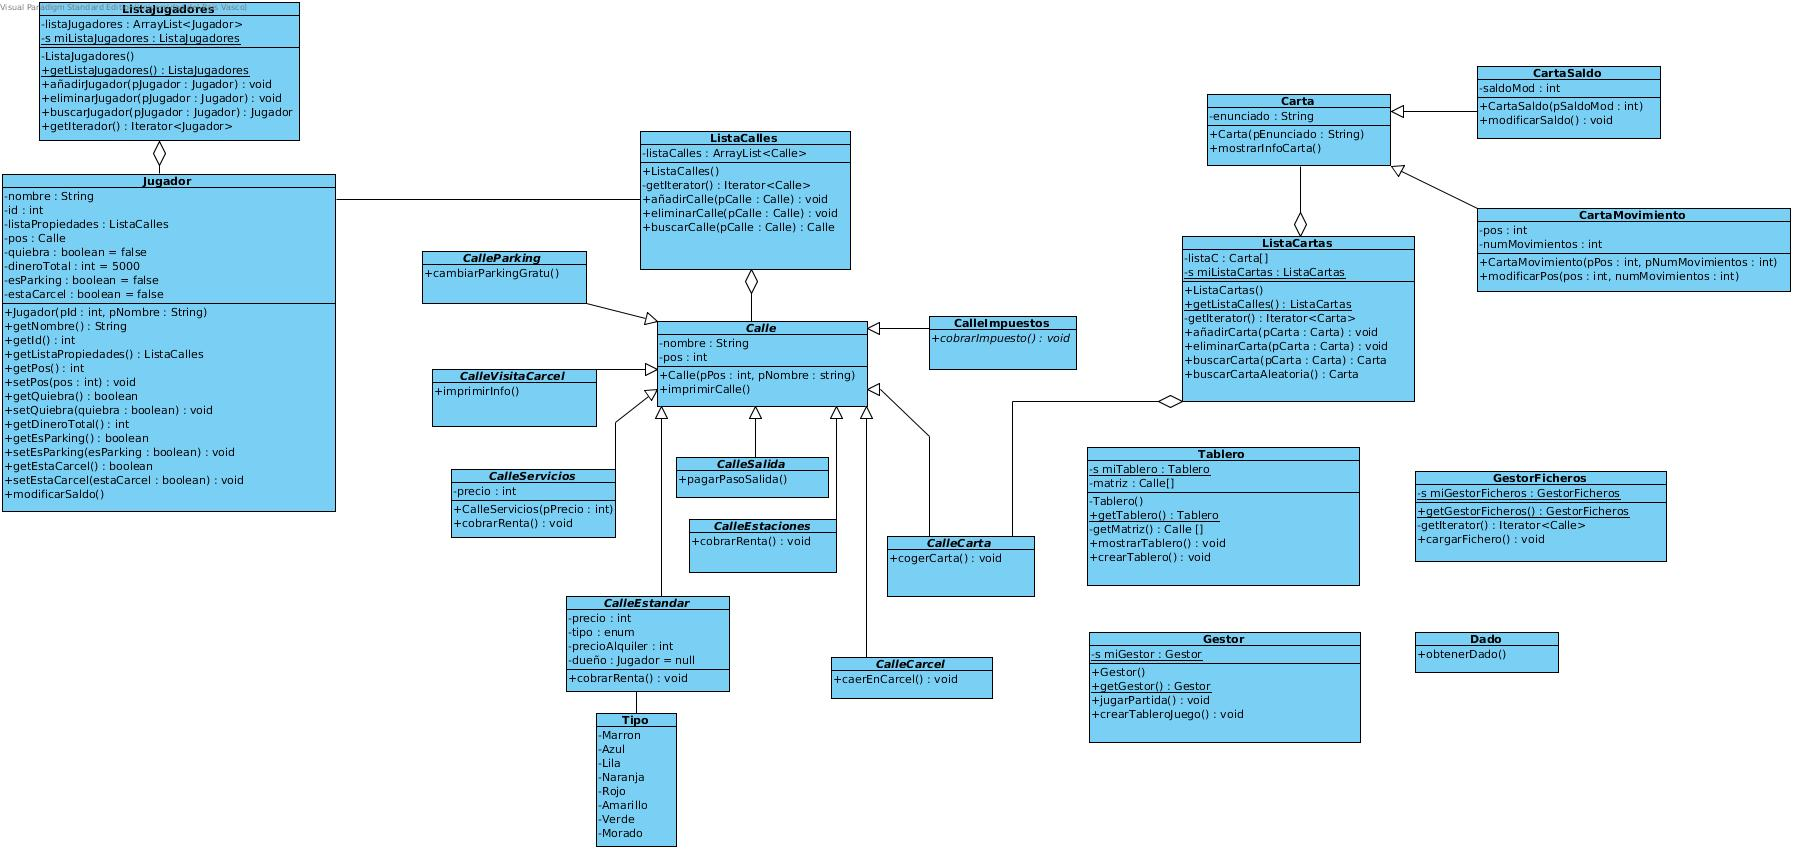 Visual Paradigm Standard Edit
Vasco)
ListaJugadores
-listaJugadores : ArrayList<Jugador>
-s miListaJugadores : ListaJugadores
-ListaJugadores()
+getListaJugadores() : ListaJugadores
+añadirJugador(pJugador : Jugador) : void
+eliminarJugador(pJugador : Jugador) : void
+buscarJugador(pJugador : Jugador) : Jugador
+getIterador() : Iterator<Jugador>
Jugador
-nombre : String
-id : int
-listaPropiedades : ListaCalles
-pos : Calle
-quiebra : boolean = false
-dineroTotal : int = 5000
-esParking : boolean = false
-estaCarcel : boolean = false
+Jugador(pId : int, pNombre : String)
+getNombre() : String
+getId() : int
+getListaPropiedades() : ListaCalles
+getPos() : int
+setPos(pos : int) : void
+getQuiebra() : boolean
+setQuiebra(quiebra : boolean) : void
+getDineroTotal() : int
+getEsParking() : boolean
+setEsParking(esParking : boolean) : void
+getEstaCarcel() : boolean
+setEstaCarcel(estaCarcel : boolean) : void
+modificarSaldo()
ListaCalles
-listaCalles : ArrayList<Calle>
+ListaCalles()
-getIterator() : Iterator<Calle>
+añadirCalle(pCalle : Calle) : void
+eliminarCalle(pCalle : Calle) : void
+buscarCalle(pCalle : Calle) : Calle
CalleParking
+cambiarParkingGratu()
Calle
-nombre : String
-pos : int
+Calle(pPos : int, pNombre : string)
+imprimirCalle()
CalleImpuestos
+cobrarImpuesto() : void
CalleVisitaCarcel
+imprimirInfo()
CalleServicios
-precio : int
+CalleServicios(pPrecio : int)
+cobrarRenta() : void
CalleSalida
+pagarPasoSalida()
CalleEstaciones
+cobrarRenta() : void
CalleCarta
+cogerCarta() : void
CalleEstandar
-precio : int
-tipo : enum
-precioAlquiler : int
-dueño : Jugador = null
+cobrarRenta() : void
CalleCarcel
+caerEnCarcel() : void
Tipo
-Marron
-Azul
-Lila
-Naranja
-Rojo
-Amarillo
-Verde
-Morado
Carta
-enunciado : String
+Carta(pEnunciado : String)
+mostrarInfoCarta()
CartaSaldo
-saldoMod : int
+CartaSaldo(pSaldoMod : int)
+modificarSaldo() : void
CartaMovimiento
-pos : int
-numMovimientos : int
+CartaMovimiento(pPos : int, pNumMovimientos : int)
+modificarPos(pos : int, numMovimientos : int)
ListaCartas
-listaC : Carta[]
-s miListaCartas : ListaCartas
+ListaCartas()
+getListaCalles() : ListaCartas
-getIterator() : Iterator<Carta>
+añadirCarta(pCarta : Carta) : void
+eliminarCarta(pCarta : Carta) : void
+buscarCarta(pCarta : Carta) : Carta
+buscarCartaAleatoria() : Carta
Tablero
-s miTablero : Tablero
-matriz : Calle[]
-Tablero()
+getTablero() : Tablero
-getMatriz() : Calle []
+mostrarTablero() : void
+crearTablero() : void
GestorFicheros
-s miGestorFicheros : GestorFicheros
+getGestorFicheros() : GestorFicheros
-getIterator() : Iterator<Calle>
+cargarFichero() : void
Gestor
-s miGestor : Gestor
+Gestor()
+getGestor() : Gestor
+jugarPartida() : void
+crearTableroJuego() : void
Dado
+obtenerDado()